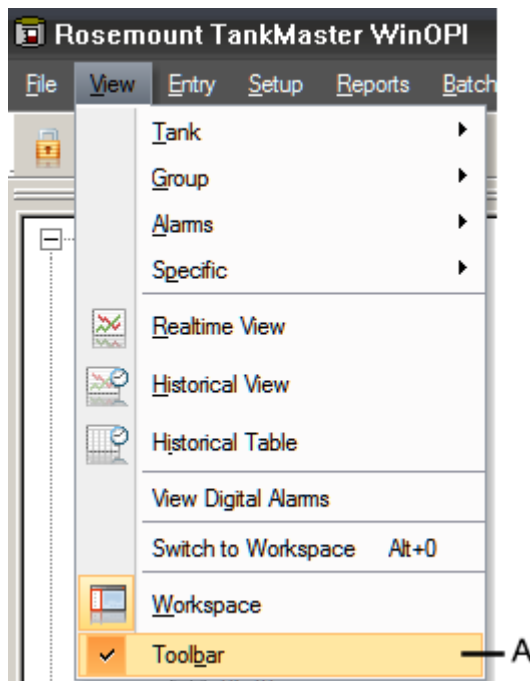 Rosemount TankMaster WinOPI
File View Entry Setup Reports Batch
Tank
Group
Alarms
Specific
Realtime View
Historical View
Historical Table
View Digital Alarms
Switch to Workspace Alt+0
Workspace
Toolbar A